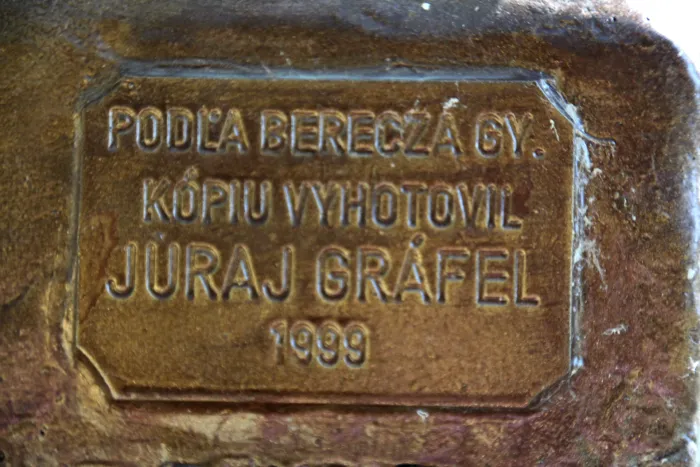 PODĽA BERECZA GY.
KÓPIU VYHOTOVIL
JURAJ GRÁFEL
1999